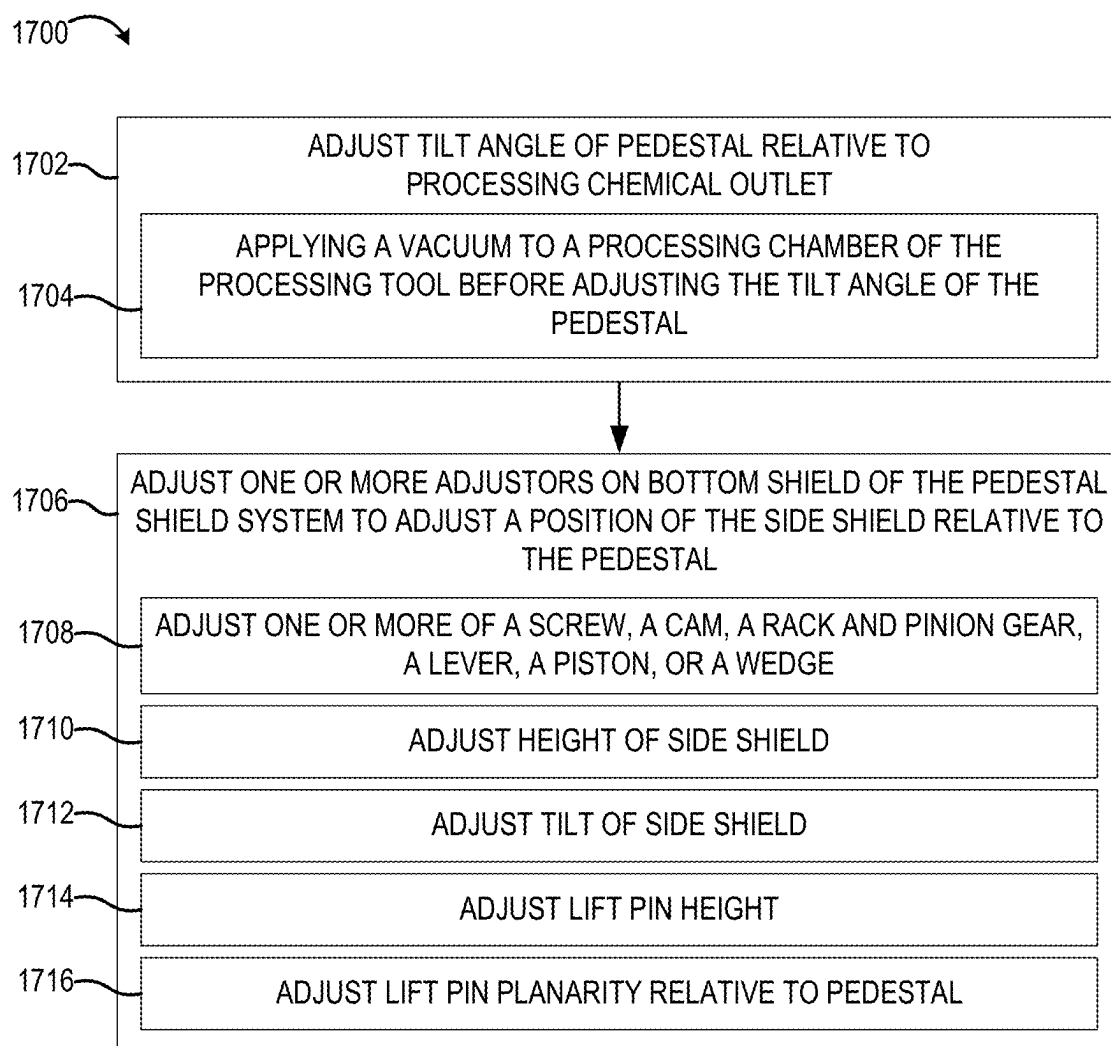 1700
1702
ADJUST TILT ANGLE OF PEDESTAL RELATIVE TO
PROCESSING CHEMICAL OUTLET
1704
APPLYING A VACUUM TO A PROCESSING CHAMBER OF THE
PROCESSING TOOL BEFORE ADJUSTING THE TILT ANGLE OF THE
PEDESTAL
1706
ADJUST ONE OR MORE ADJUSTORS ON BOTTOM SHIELD OF THE PEDESTAL
SHIELD SYSTEM TO ADJUST A POSITION OF THE SIDE SHIELD RELATIVE TO
THE PEDESTAL
1708
ADJUST ONE OR MORE OF A SCREW, A CAM, A RACK AND PINION GEAR,
A LEVER, A PISTON, OR A WEDGE
1710
ADJUST HEIGHT OF SIDE SHIELD
1712
ADJUST TILT OF SIDE SHIELD
1714
ADJUST LIFT PIN HEIGHT
1716
ADJUST LIFT PIN PLANARITY RELATIVE TO PEDESTAL